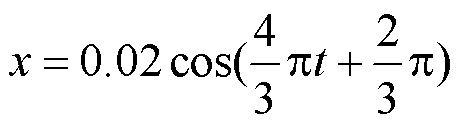 x = 0.02 cos(4/3 πt + 2/3 π)